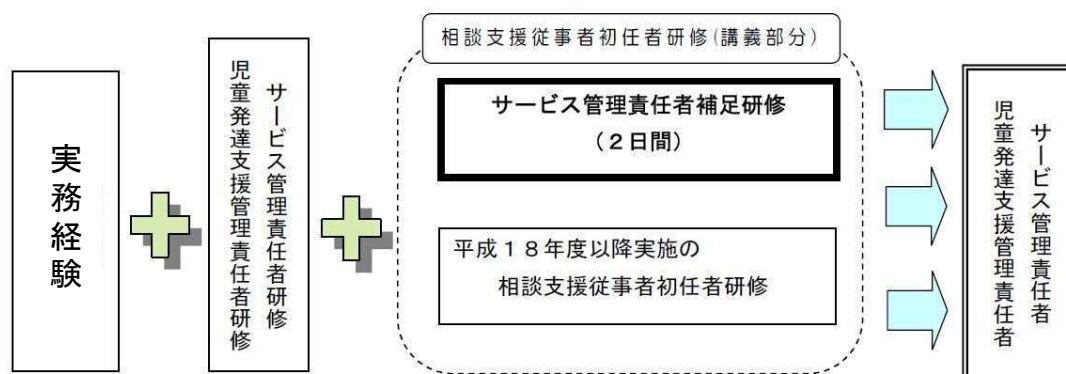 実務経験
サービス管理責任者研修
児童発達支援管理責任者研修
相談支援従事者初任者研修(講義部分)
サービス管理責任者補足研修
(2日間)
平成18年度以降実施の
相談支援従事者初任者研修
サービス管理責任者
児童発達支援管理責任者